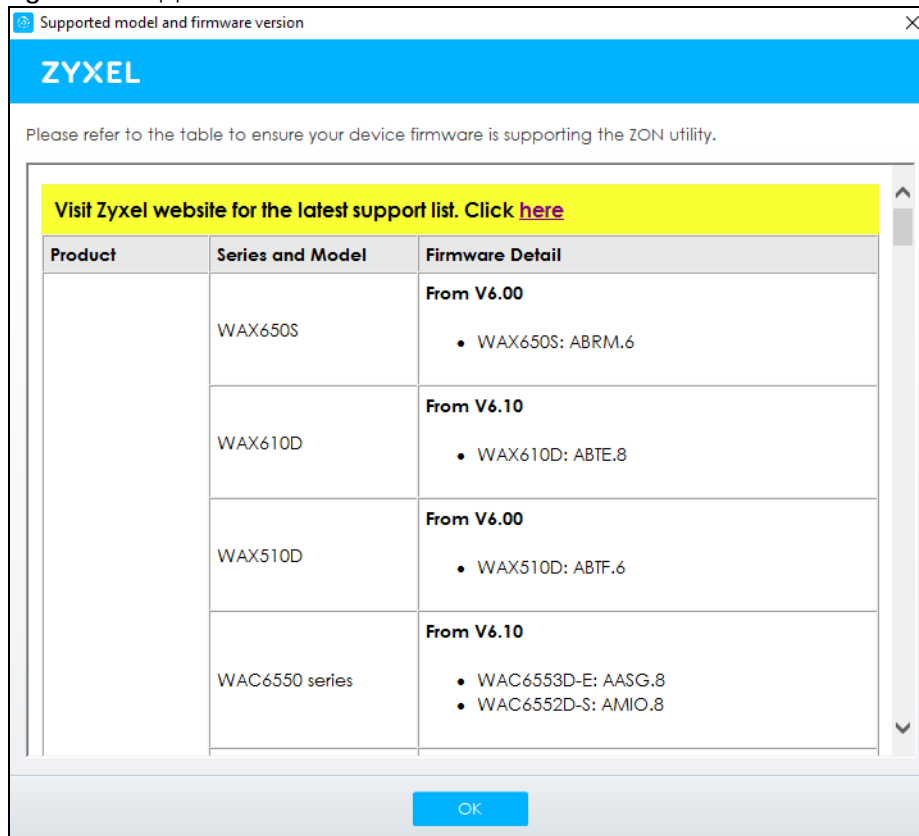 Supported model and firmware version
ZYXEL
Please refer to the table to ensure your device firmware is supporting the ZON utility.
Visit Zyxel website for the latest support list. Click here
Product Series and Model Firmware Detail
WAX650S
From V6.00
• WAX650S: ABRM.6
WAX610D
From V6.10
• WAX610D: ABTE.8
WAX510D
From V6.00
• WAX510D: ABTF.6
WAC6550 series
From V6.10
• WAC6553D-E: AASG.8
• WAC6552D-S: AMIO.8
OK